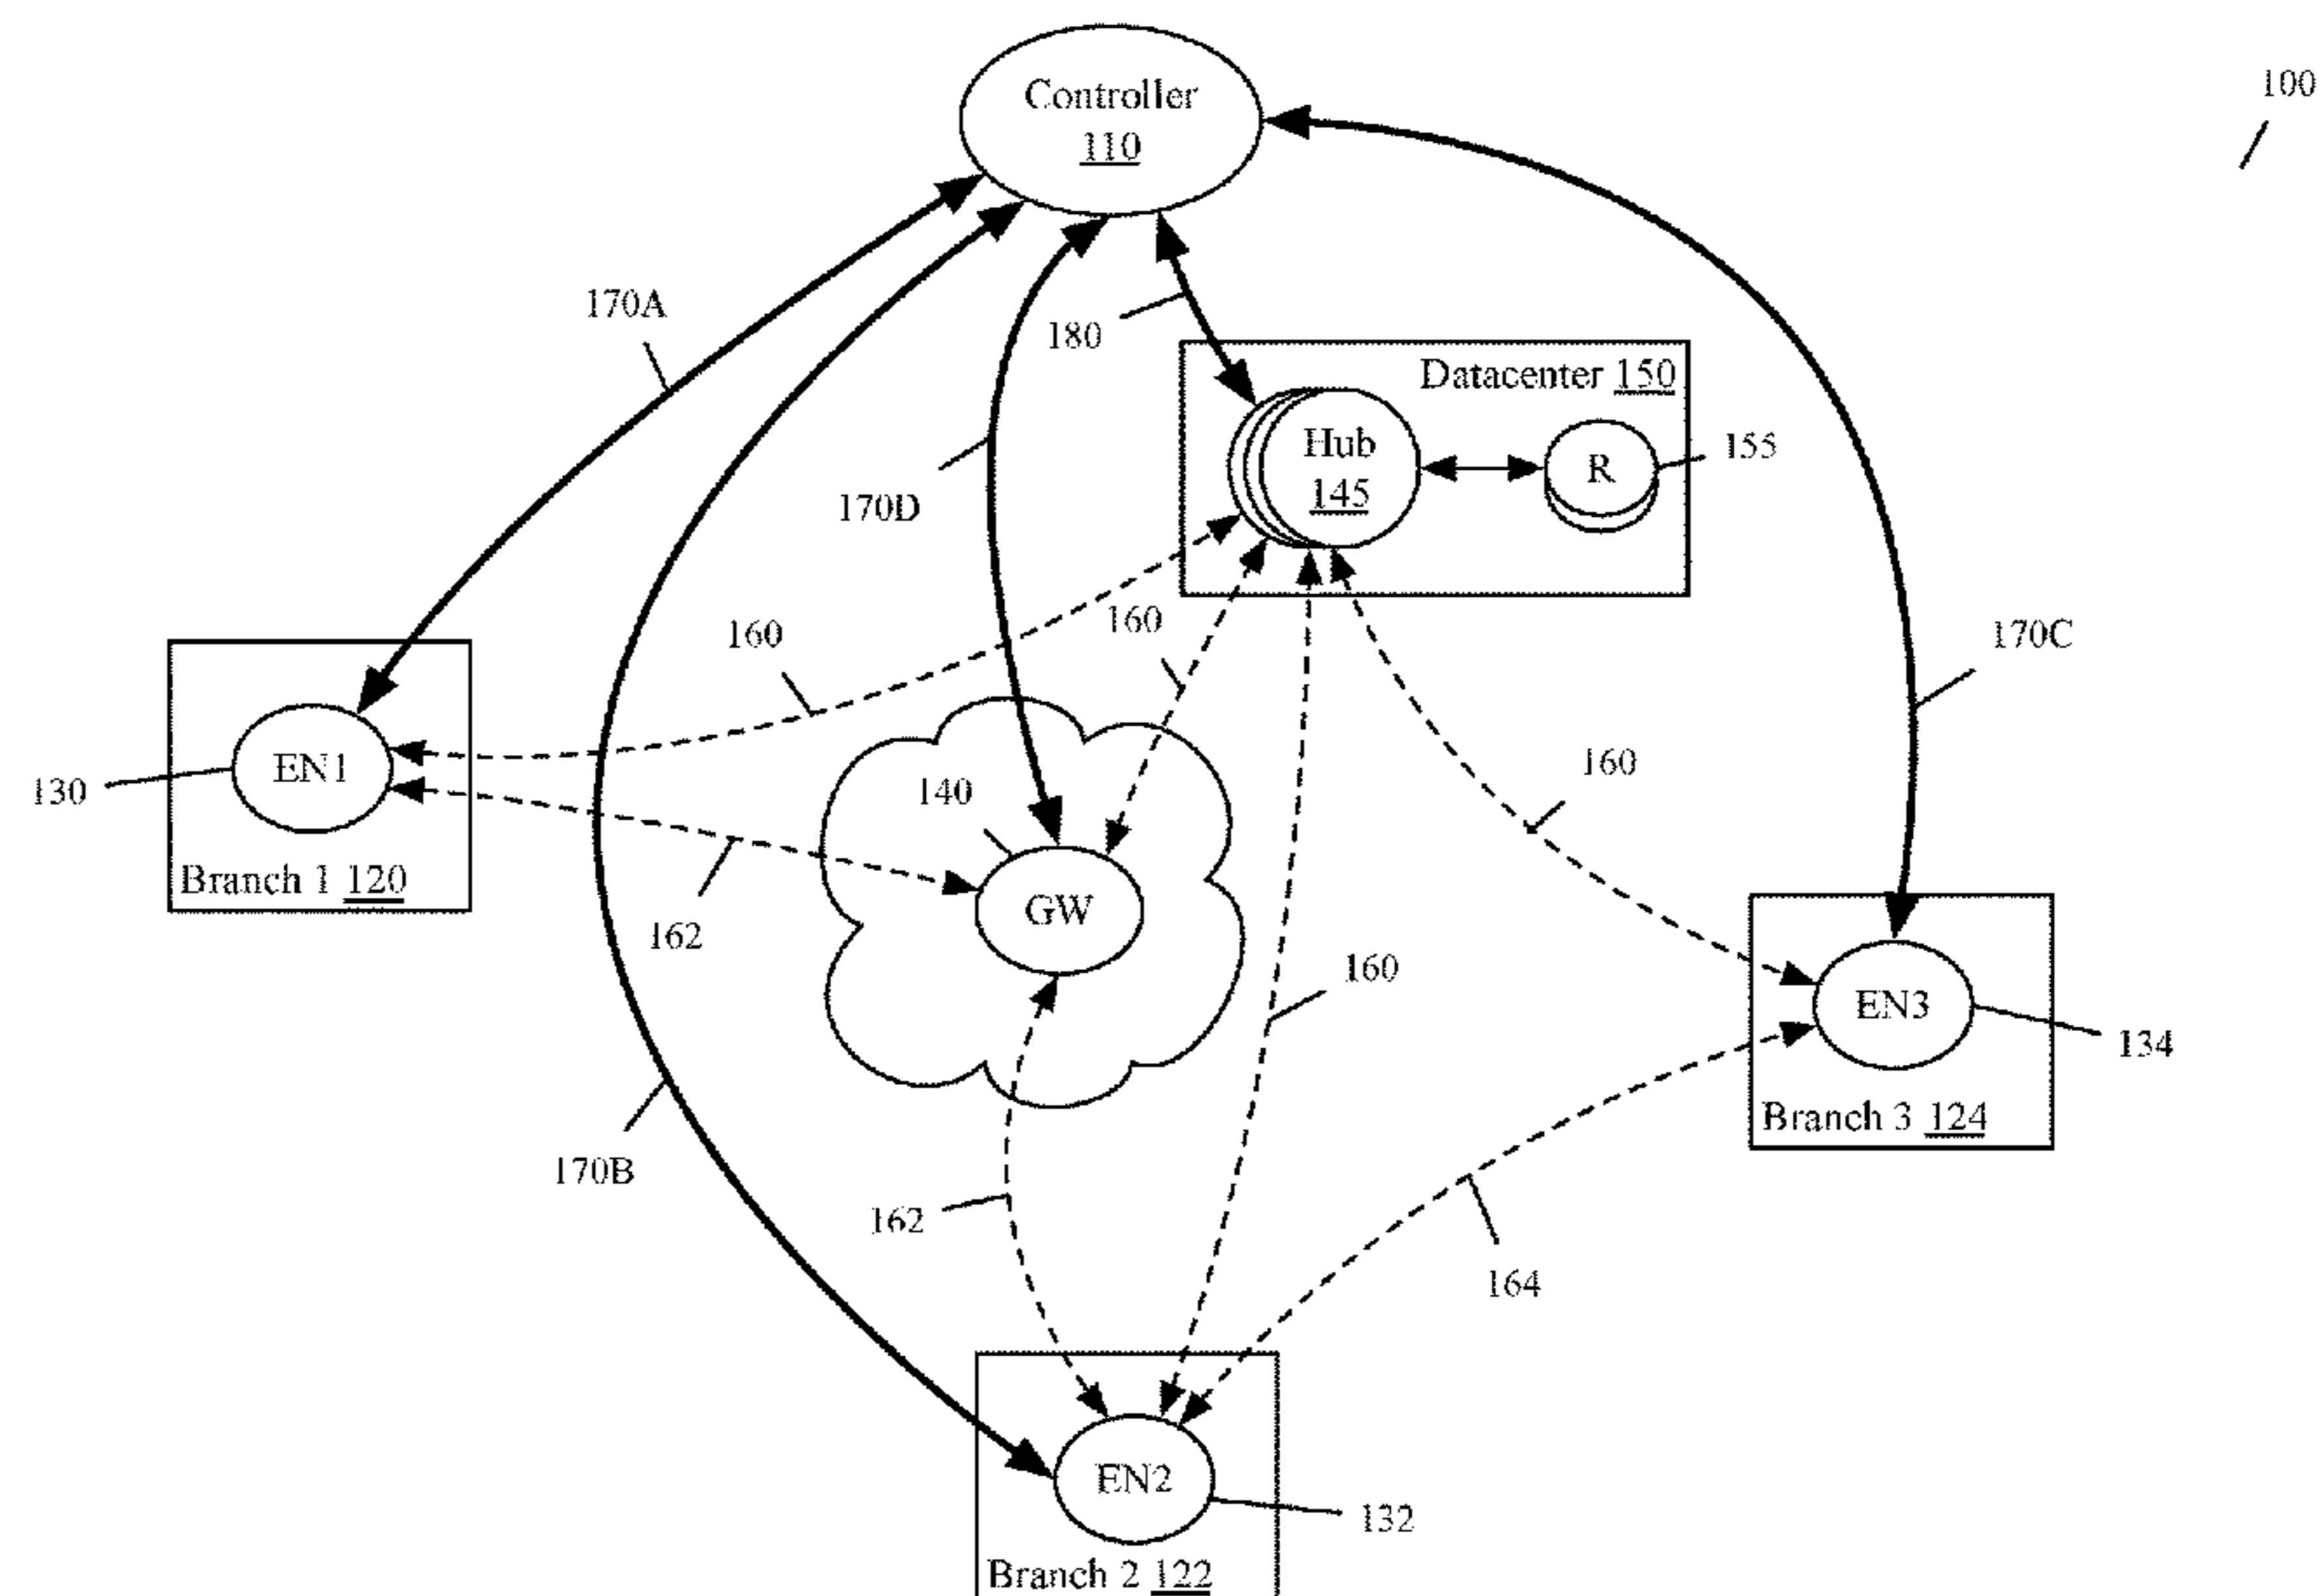 Controller
110
100
170A
180
Datacenter 150
Hub
145
R
155
170D
160
160
170C
EN1
130
140
160
Branch 1 120
162
GW
160
EN3
134
Branch 3 124
170B
162
164
EN2
132
Branch 2 122